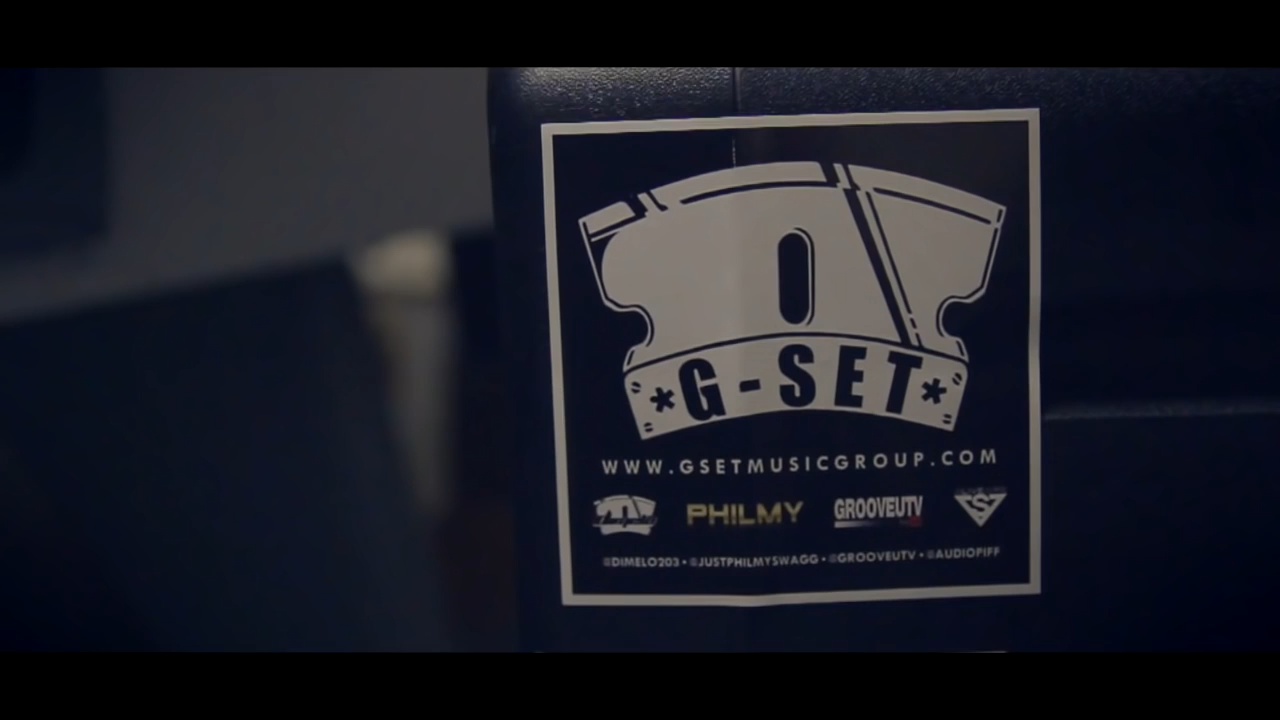 *G-SET*
WWW.GSETMUSICGROUP.COM
PHILMY GROOVEUTV
@DIMELO203 • @JUSTPHILMYSWAGG • @GROOVEUTV • @AUDIOPIFF